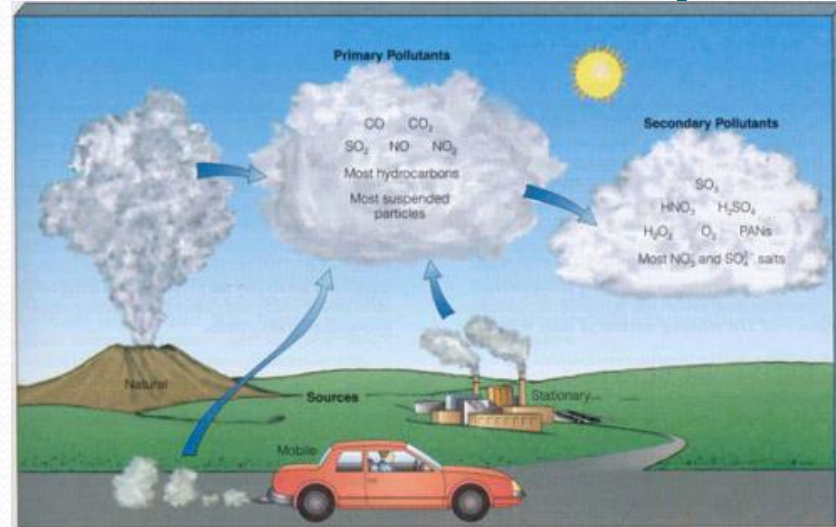 Primary Pollutants
CO CO₂
SO₂ NO NO₂
Most hydrocarbons
Most suspended
particles
Secondary Pollutants
SO₃
HNO₃ H₂SO₄
H₂O₂ O₃ PANs
Most NO₃⁻ and SO₄²⁻ salts
Natural
Sources
Stationary
Mobile